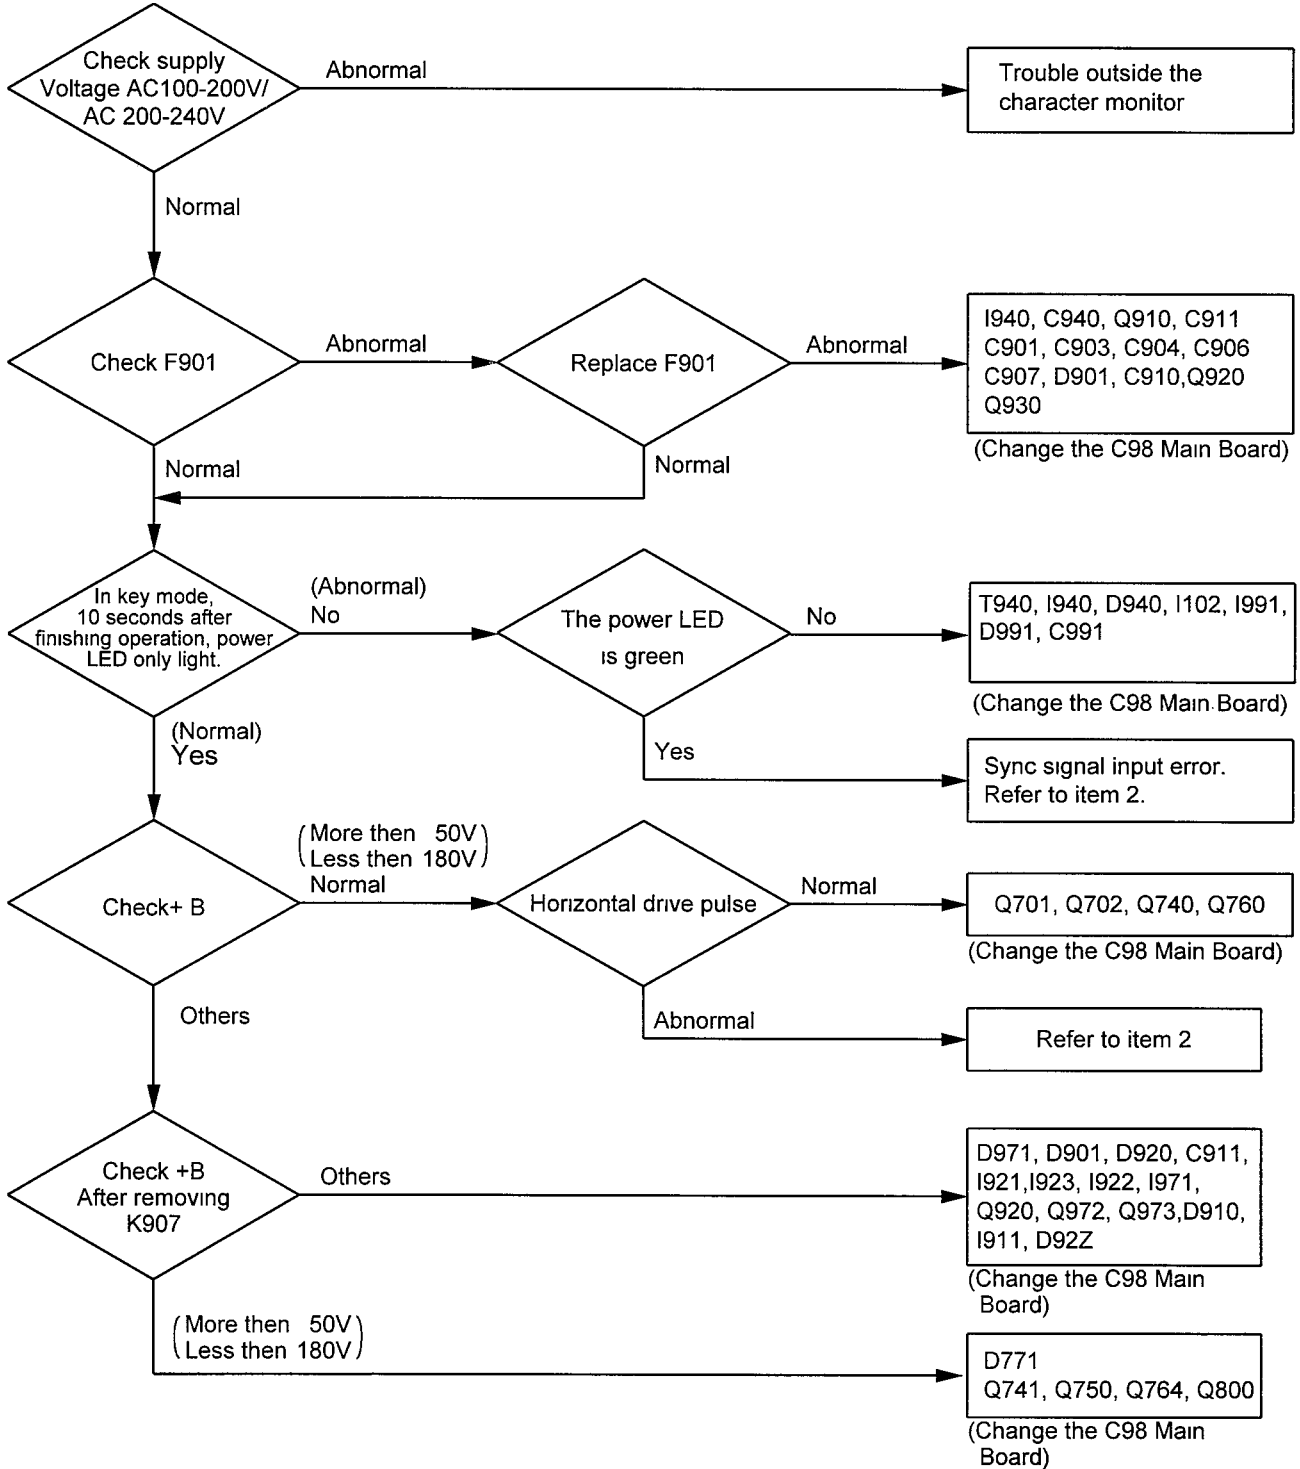 Check supply
Voltage AC100-200V/
AC 200-240V
Abnormal
Trouble outside the
character monitor
Normal
Check F901
Abnormal
Replace F901
Abnormal
I940, C940, Q910, C911
C901, C903, C904, C906
C907, D901, C910,Q920
Q930
(Change the C98 Main Board)
Normal
Normal
In key mode,
10 seconds after
finishing operation, power
LED only light.
(Abnormal)
No
The power LED
is green
No
T940, I940, D940, I102, I991,
D991, C991
(Change the C98 Main Board)
(Normal)
Yes
Yes
Sync signal input error.
Refer to item 2.
Check+ B
(More then 50V)
(Less then 180V)
Normal
Horizontal drive pulse
Normal
Q701, Q702, Q740, Q760
(Change the C98 Main Board)
Others
Abnormal
Refer to item 2
Check +B
After removing
K907
Others
D971, D901, D920, C911,
I921,I923, I922, I971,
Q920, Q972, Q973,D910,
I911, D92Z
(Change the C98 Main
Board)
(More then 50V)
(Less then 180V)
D771
Q741, Q750, Q764, Q800
(Change the C98 Main
Board)